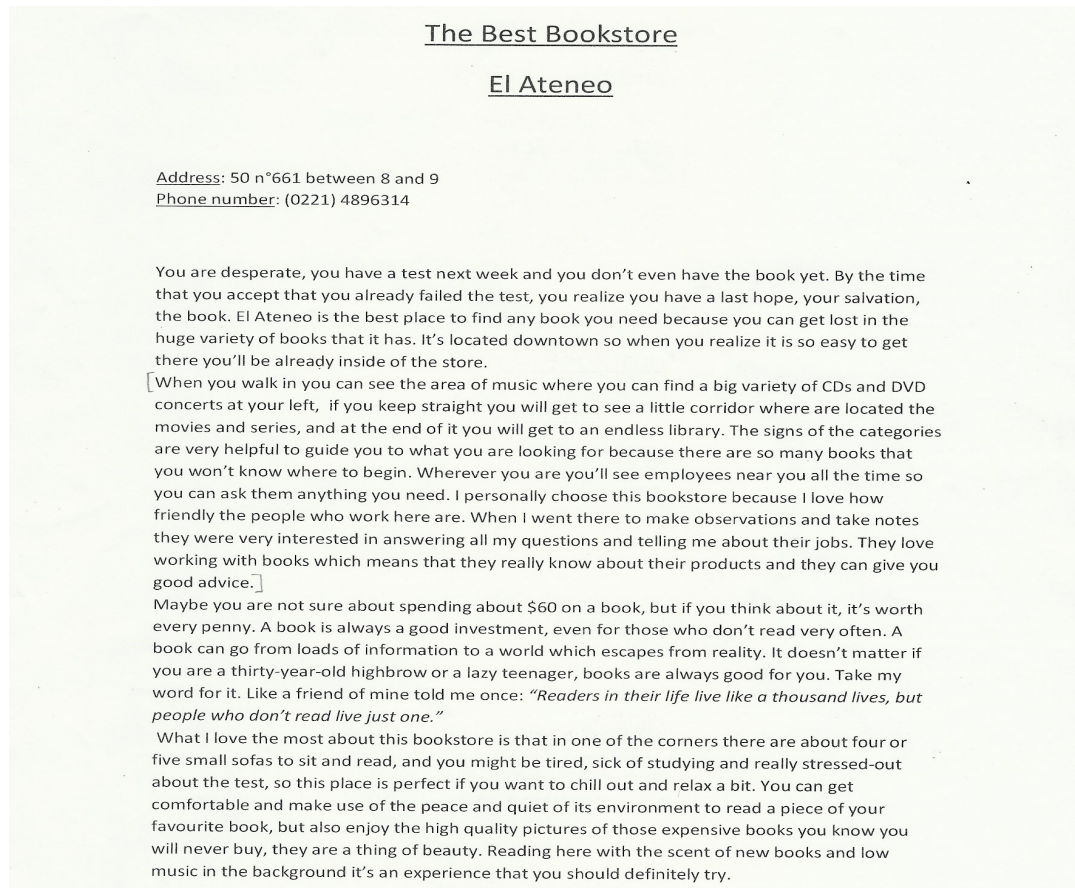 The Best Bookstore
El Ateneo
Address: 50 n°661 between 8 and 9
Phone number: (0221) 4896314
You are desperate, you have a test next week and you don't even have the book yet. By the time
that you accept that you already failed the test, you realize you have a last hope, your salvation,
the book. El Ateneo is the best place to find any book you need because you can get lost in the
huge variety of books that it has. It's located downtown so when you realize it is so easy to get
there you'll be already inside of the store.
[When you walk in you can see the area of music where you can find a big variety of CDs and DVD
concerts at your left,  if you keep straight you will get to see a little corridor where are located the
movies and series, and at the end of it you will get to an endless library. The signs of the categories
are very helpful to guide you to what you are looking for because there are so many books that
you won't know where to begin. Wherever you are you'll see employees near you all the time so
you can ask them anything you need. I personally choose this bookstore because I love how
friendly the people who work here are. When I went there to make observations and take notes
they were very interested in answering all my questions and telling me about their jobs. They love
working with books which means that they really know about their products and they can give you
good advice.]
Maybe you are not sure about spending about $60 on a book, but if you think about it, it's worth
every penny. A book is always a good investment, even for those who don't read very often. A
book can go from loads of information to a world which escapes from reality. It doesn't matter if
you are a thirty-year-old highbrow or a lazy teenager, books are always good for you. Take my
word for it. Like a friend of mine told me once: "Readers in their life live like a thousand lives, but
people who don't read live just one."
What I love the most about this bookstore is that in one of the corners there are about four or
five small sofas to sit and read, and you might be tired, sick of studying and really stressed-out
about the test, so this place is perfect if you want to chill out and relax a bit. You can get
comfortable and make use of the peace and quiet of its environment to read a piece of your
favourite book, but also enjoy the high quality pictures of those expensive books you know you
will never buy, they are a thing of beauty. Reading here with the scent of new books and low
music in the background it's an experience that you should definitely try.